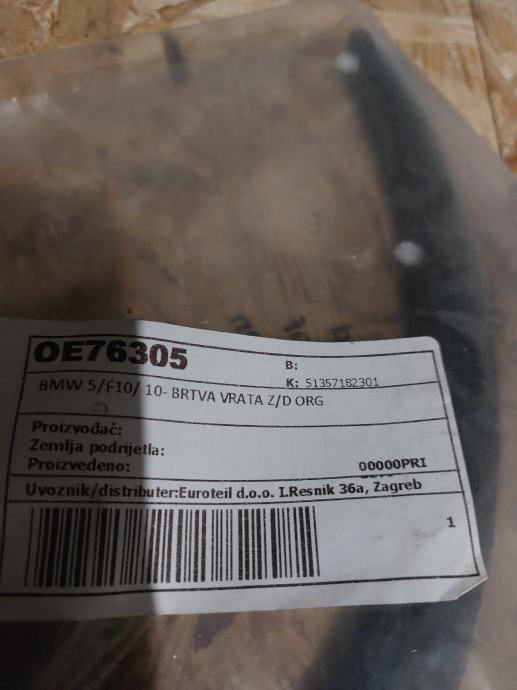 OE76305
B:
K: 51357182301
BMW 5/F10/ 10- BRTVA VRATA Z/D ORG
Proizvođač:
Zemlja podrijetla:
Proizvedeno:
00000PRI
Uvoznik/distributer:Euroteil d.o.o. I.Resnik 36a, Zagreb
1